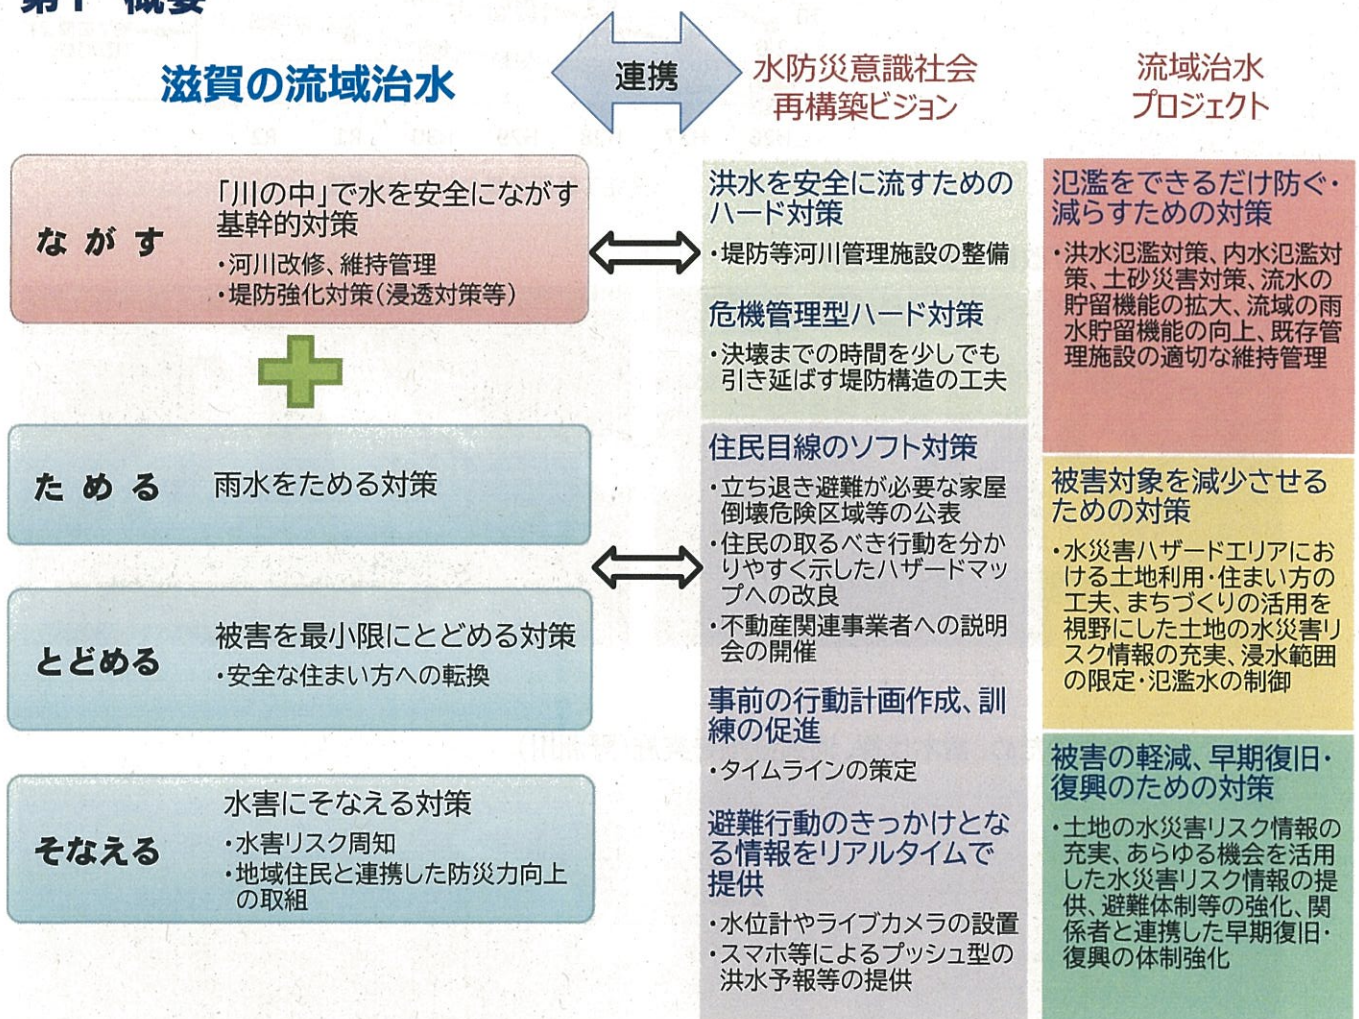 第1 概要
滋賀の流域治水
連携
水防災意識社会
再構築ビジョン
流域治水
プロジェクト
ながす
「川の中」で水を安全にながす
基幹的対策
・河川改修、維持管理
・堤防強化対策(浸透対策等)
ためる
雨水をためる対策
とどめる
被害を最小限にとどめる対策
・安全な住まい方への転換
そなえる
水害にそなえる対策
・水害リスク周知
・地域住民と連携した防災力向上
の取組
洪水を安全に流すための
ハード対策
・堤防等河川管理施設の整備
危機管理型ハード対策
・決壊までの時間を少しでも
引き延ばす堤防構造の工夫
住民目線のソフト対策
・立ち退き避難が必要な家屋
倒壊危険区域等の公表
・住民の取るべき行動を分か
りやすく示したハザードマッ
プへの改良
・不動産関連事業者への説明
会の開催
事前の行動計画作成、訓
練の促進
・タイムラインの策定
避難行動のきっかけとな
る情報をリアルタイムで
提供
・水位計やライブカメラの設置
・スマホ等によるプッシュ型の
洪水予報等の提供
氾濫をできるだけ防ぐ・
減らすための対策
・洪水氾濫対策、内水氾濫対
策、土砂災害対策、流水の
貯留機能の拡大、流域の雨
水貯留機能の向上、既存管
理施設の適切な維持管理
被害対象を減少させる
ための対策
・水災害ハザードエリアにお
ける土地利用・住まい方の
工夫、まちづくりの活用を
視野にした土地の水災害リ
スク情報の充実、浸水範囲
の限定・氾濫水の制御
被害の軽減、早期復旧・
復興のための対策
・土地の水災害リスク情報の
充実、あらゆる機会を活用
した水災害リスク情報の提
供、避難体制等の強化、関
係者と連携した早期復旧・
復興の体制強化